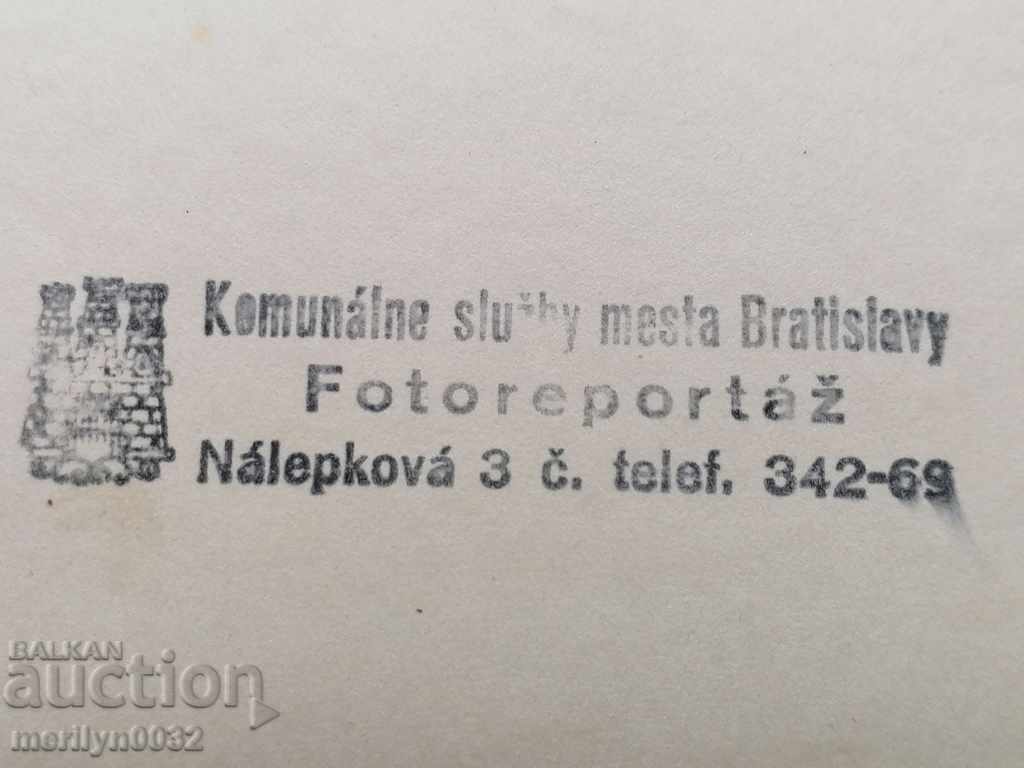 Komunálne služby mesta Bratislavy
Fotoreportáž
Nálepková 3 č. telef. 342-69
BALKAN
auction
merilyn0032